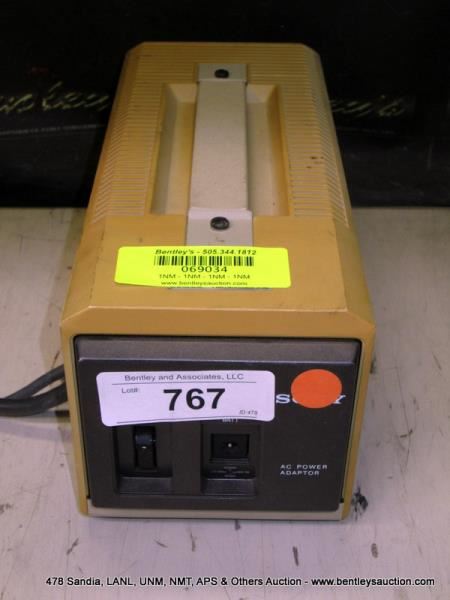 Bentley's - 505.344.1812
069034
1NM - 1NM - 1NM - 1NM
www.bentleysauction.com
Bentley and Associates, LLC
Lot#:
767
ID:478
BATT
AC POWER
ADAPTOR
478 Sandia, LANL, UNM, NMT, APS & Others Auction - www.bentleysauction.com